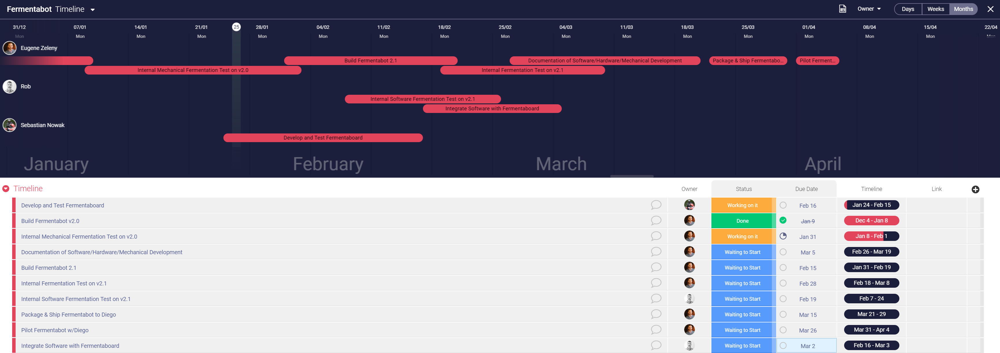 Fermentabot Timeline
Owner Days Weeks Months
31/12 07/01 14/01 21/01 25 28/01 04/02 11/02 18/02 25/02 04/03 11/03 18/03 25/03 01/04 08/04 15/04 22/04
Mon Mon Mon Mon Mon Mon Mon Mon Mon Mon Mon Mon Mon Mon Mon Mon Mon
Eugene Zeleny
Build Fermentabot 2.1 Documentation of Software/Hardware/Mechanical Development Package & Ship Fermentabo... Pilot Ferment...
Internal Mechanical Fermentation Test on v2.0 Internal Fermentation Test on v2.1
Rob
Internal Software Fermentation Test on v2.1
Integrate Software with Fermentaboard
Sebastian Nowak
Develop and Test Fermentaboard
January February March April
Timeline Owner Status Due Date Timeline Link
Develop and Test Fermentaboard Working on it Feb 16 Jan 24 - Feb 15
Build Fermentabot v2.0 Done Jan 9 Dec 4 - Jan 8
Internal Mechanical Fermentation Test on v2.0 Working on it Jan 31 Jan 8 - Feb 1
Documentation of Software/Hardware/Mechanical Development Waiting to Start Mar 5 Feb 26 - Mar 19
Build Fermentabot 2.1 Waiting to Start Feb 15 Jan 31 - Feb 19
Internal Fermentation Test on v2.1 Waiting to Start Feb 28 Feb 18 - Mar 8
Internal Software Fermentation Test on v2.1 Waiting to Start Feb 19 Feb 7 - 24
Package & Ship Fermentabot to Diego Waiting to Start Mar 15 Mar 21 - 29
Pilot Fermentabot w/Diego Waiting to Start Mar 26 Mar 31 - Apr 4
Integrate Software with Fermentaboard Waiting to Start Mar 2 Feb 16 - Mar 3